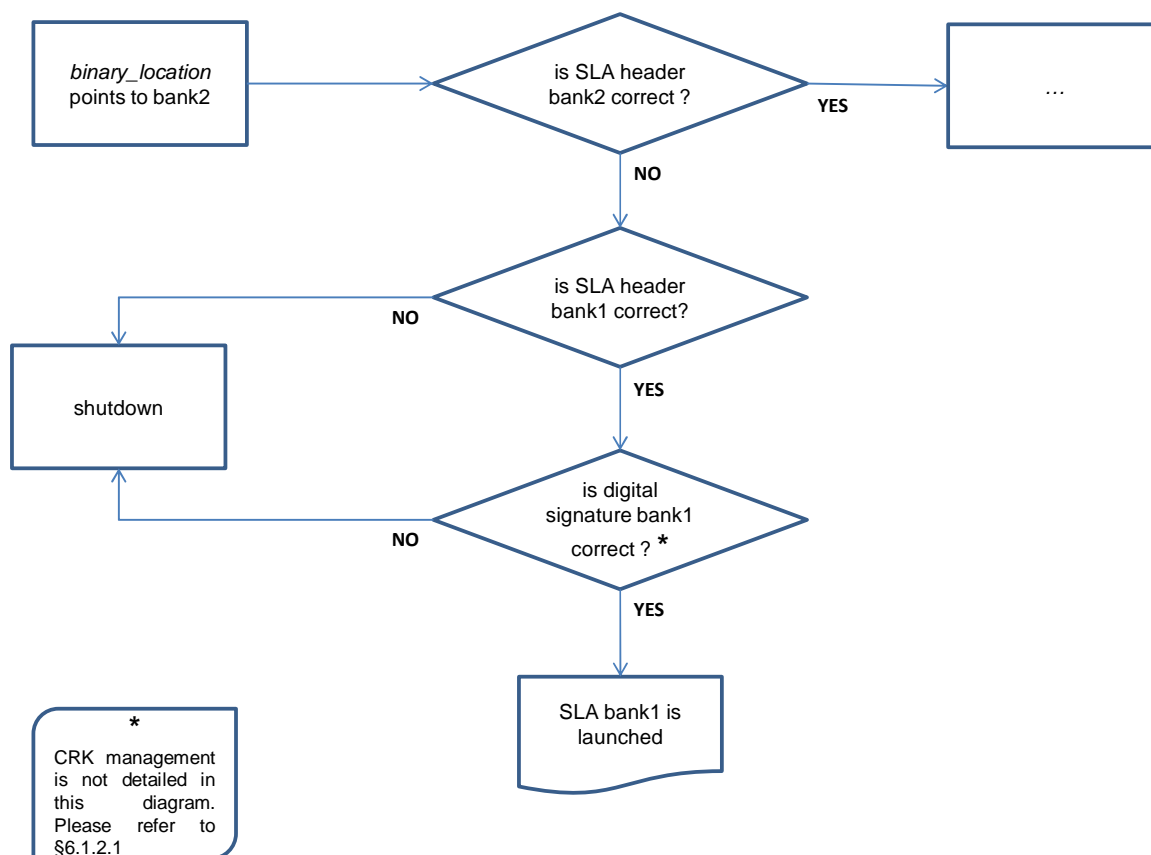 binary_location
points to bank2
is SLA header
bank2 correct ?
YES
...
NO
is SLA header
bank1 correct?
NO
YES
shutdown
is digital
signature bank1
correct ? *
NO
YES
SLA bank1 is
launched
*
CRK management
is not detailed in
this diagram.
Please refer to
§6.1.2.1